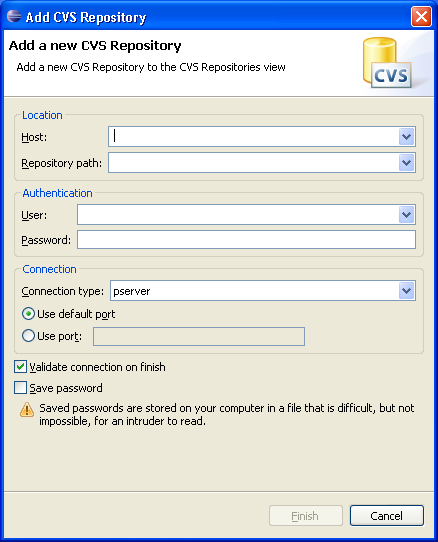 Add CVS Repository
Add a new CVS Repository
Add a new CVS Repository to the CVS Repositories view
CVS
Location
Host:
Repository path:
Authentication
User:
Password:
Connection
Connection type: pserver
Use default port
Use port:
Validate connection on finish
Save password
Saved passwords are stored on your computer in a file that is difficult, but not
impossible, for an intruder to read.
Finish Cancel